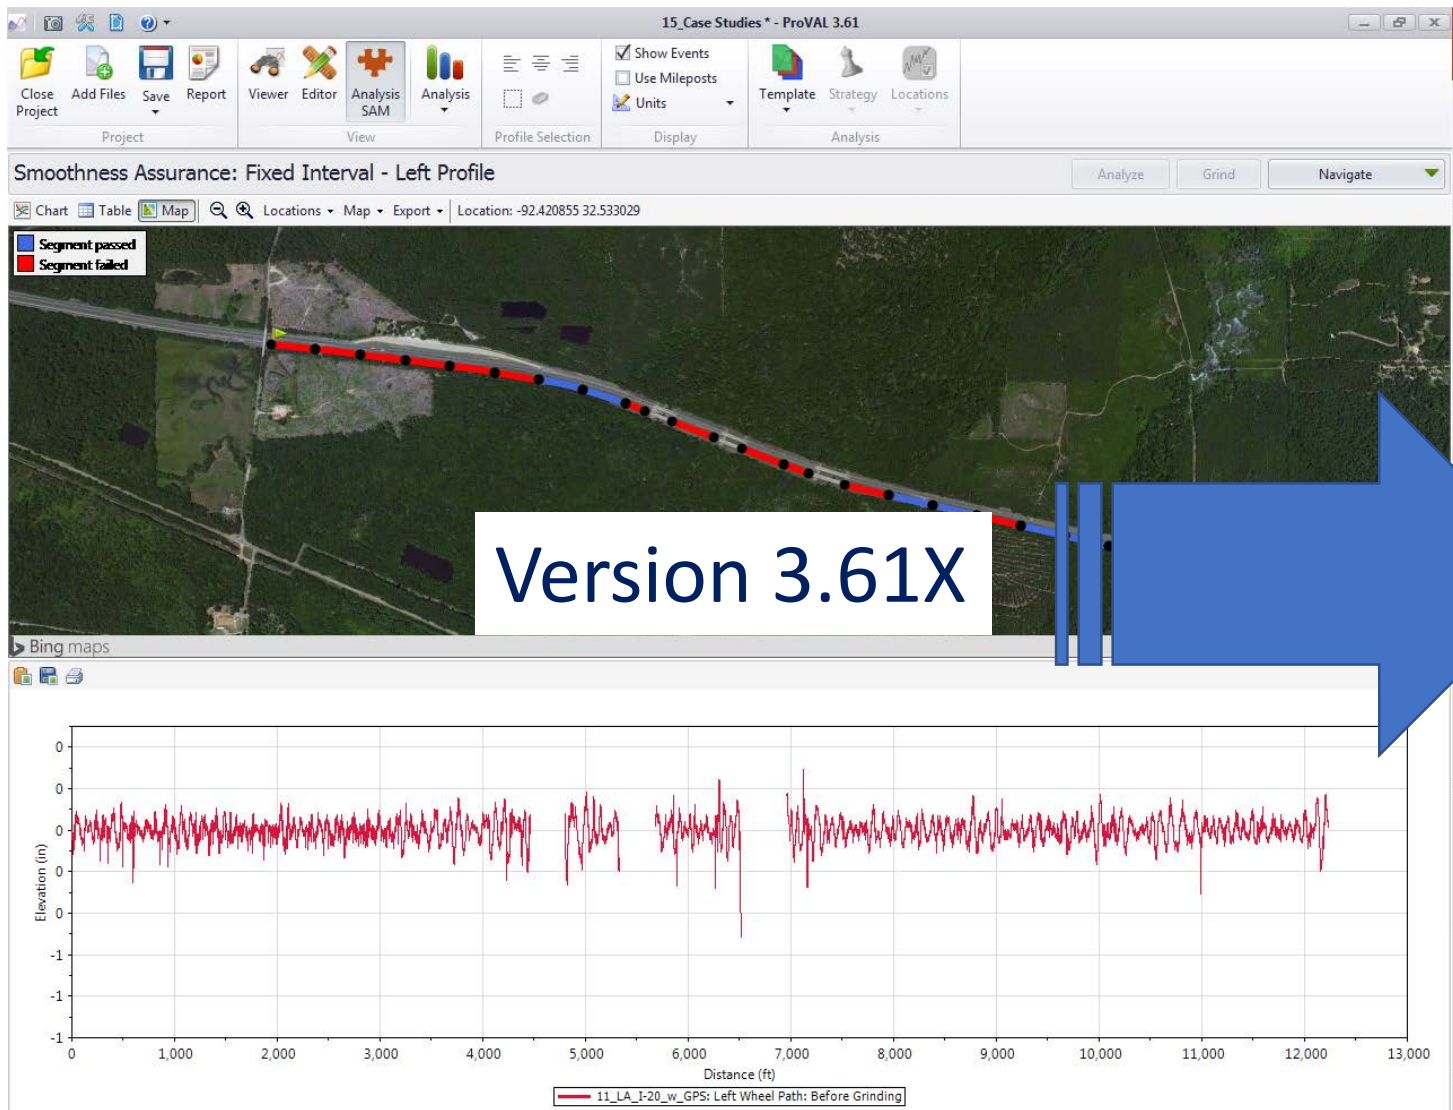 15_Case Studies * - ProVAL 3.61
Close Project
Add Files
Save
Report
Project
Viewer
Editor
Analysis SAM
Analysis
View
Profile Selection
Show Events
Use Mileposts
Units
Display
Template
Strategy
Locations
Analysis
Smoothness Assurance: Fixed Interval - Left Profile
Analyze
Grind
Navigate
Chart Table Map Locations Map Export Location: -92.420855 32.533029
Segment passed
Segment failed
Version 3.61X
Bing maps
Elevation (in)
0
0
0
0
0
-1
-1
-1
0 1,000 2,000 3,000 4,000 5,000 6,000 7,000 8,000 9,000 10,000 11,000 12,000 13,000
Distance (ft)
11_LA_I-20_w_GPS: Left Wheel Path: Before Grinding